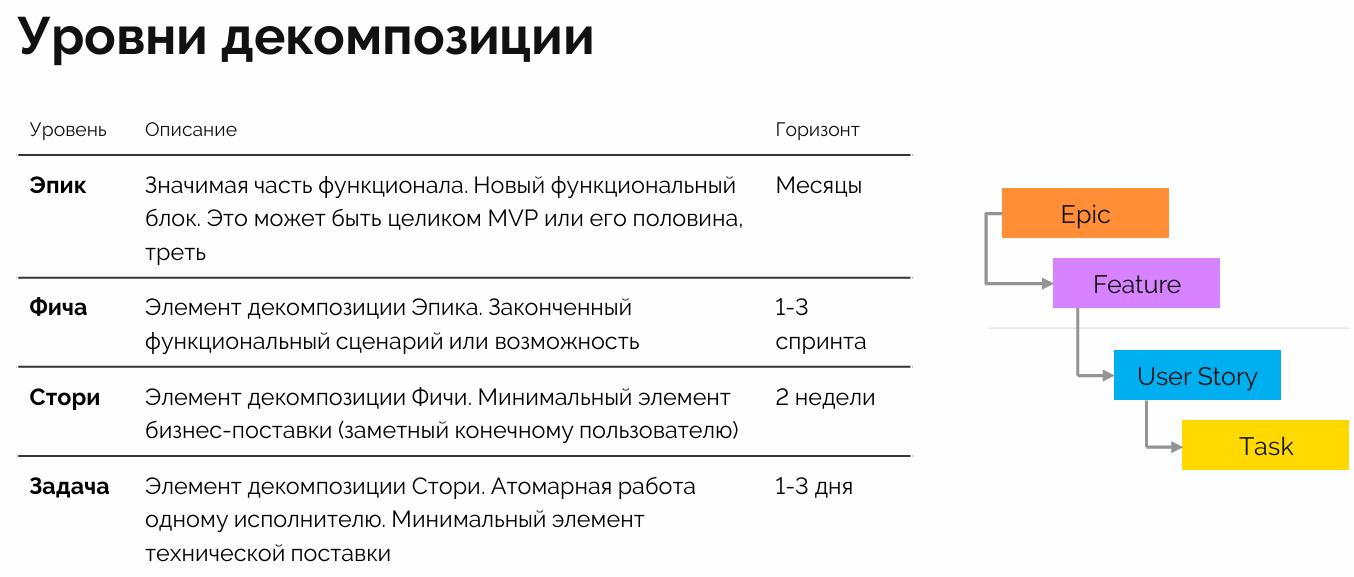 Уровни декомпозиции
Уровень Описание Горизонт
Эпик Значимая часть функционала. Новый функциональный Месяцы
блок. Это может быть целиком MVP или его половина,
треть
Фича Элемент декомпозиции Эпика. Законченный 1-3
функциональный сценарий или возможность спринта
Стори Элемент декомпозиции Фичи. Минимальный элемент 2 недели
бизнес-поставки (заметный конечному пользователю)
Задача Элемент декомпозиции Стори. Атомарная работа 1-3 дня
одному исполнителю. Минимальный элемент
технической поставки
Epic
Feature
User Story
Task